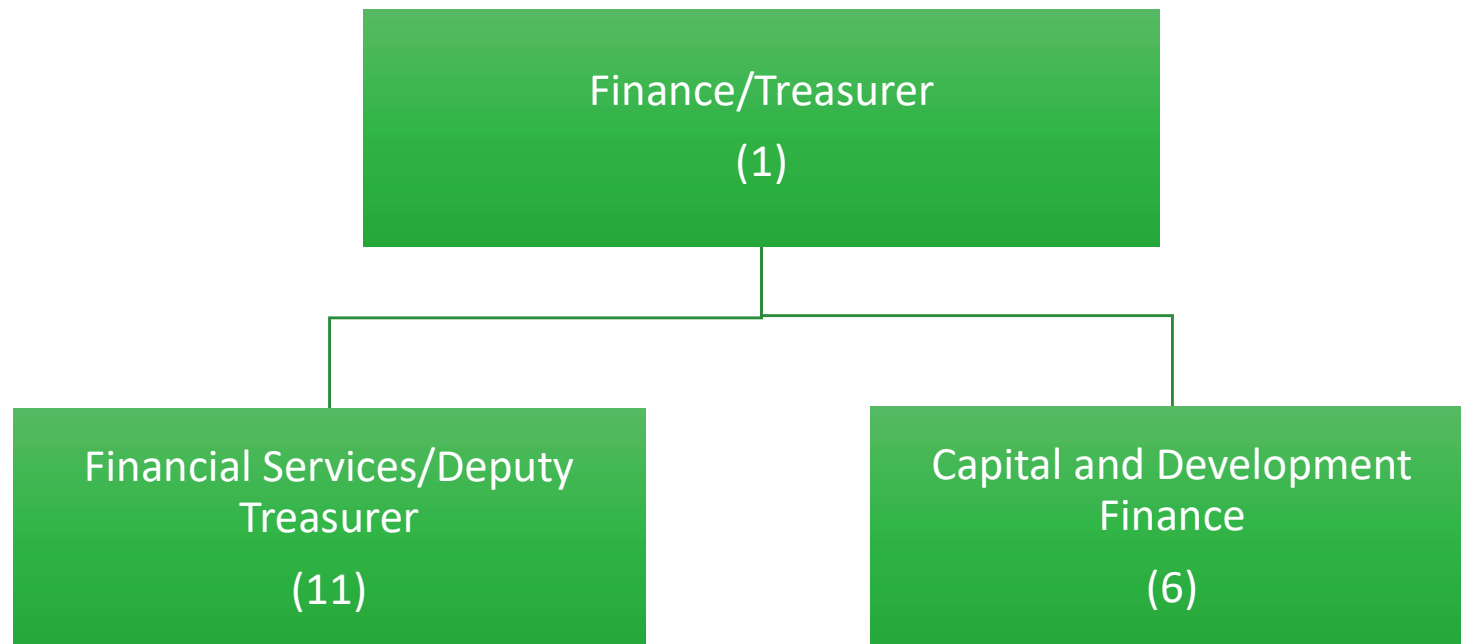 Finance/Treasurer
(1)
Financial Services/Deputy
Treasurer
(11)
Capital and Development
Finance
(6)